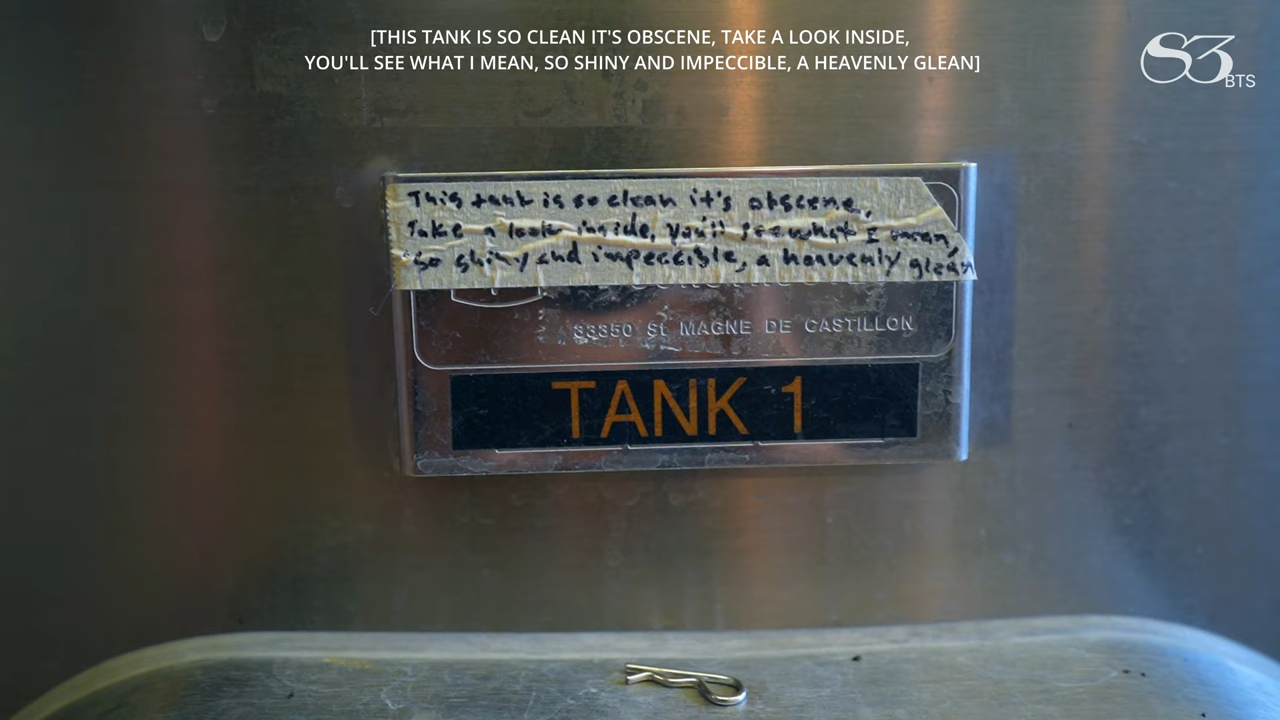 [THIS TANK IS SO CLEAN IT'S OBSCENE, TAKE A LOOK INSIDE,
YOU'LL SEE WHAT I MEAN, SO SHINY AND IMPECCIBLE, A HEAVENLY GLEAN]
S3
BTS
This tank is so clean it's obscene,
Take a look inside, you'll see what I mean,
so shiny and impeccible, a heavenly glean
33350 St MAGNE DE CASTILLON
TANK 1